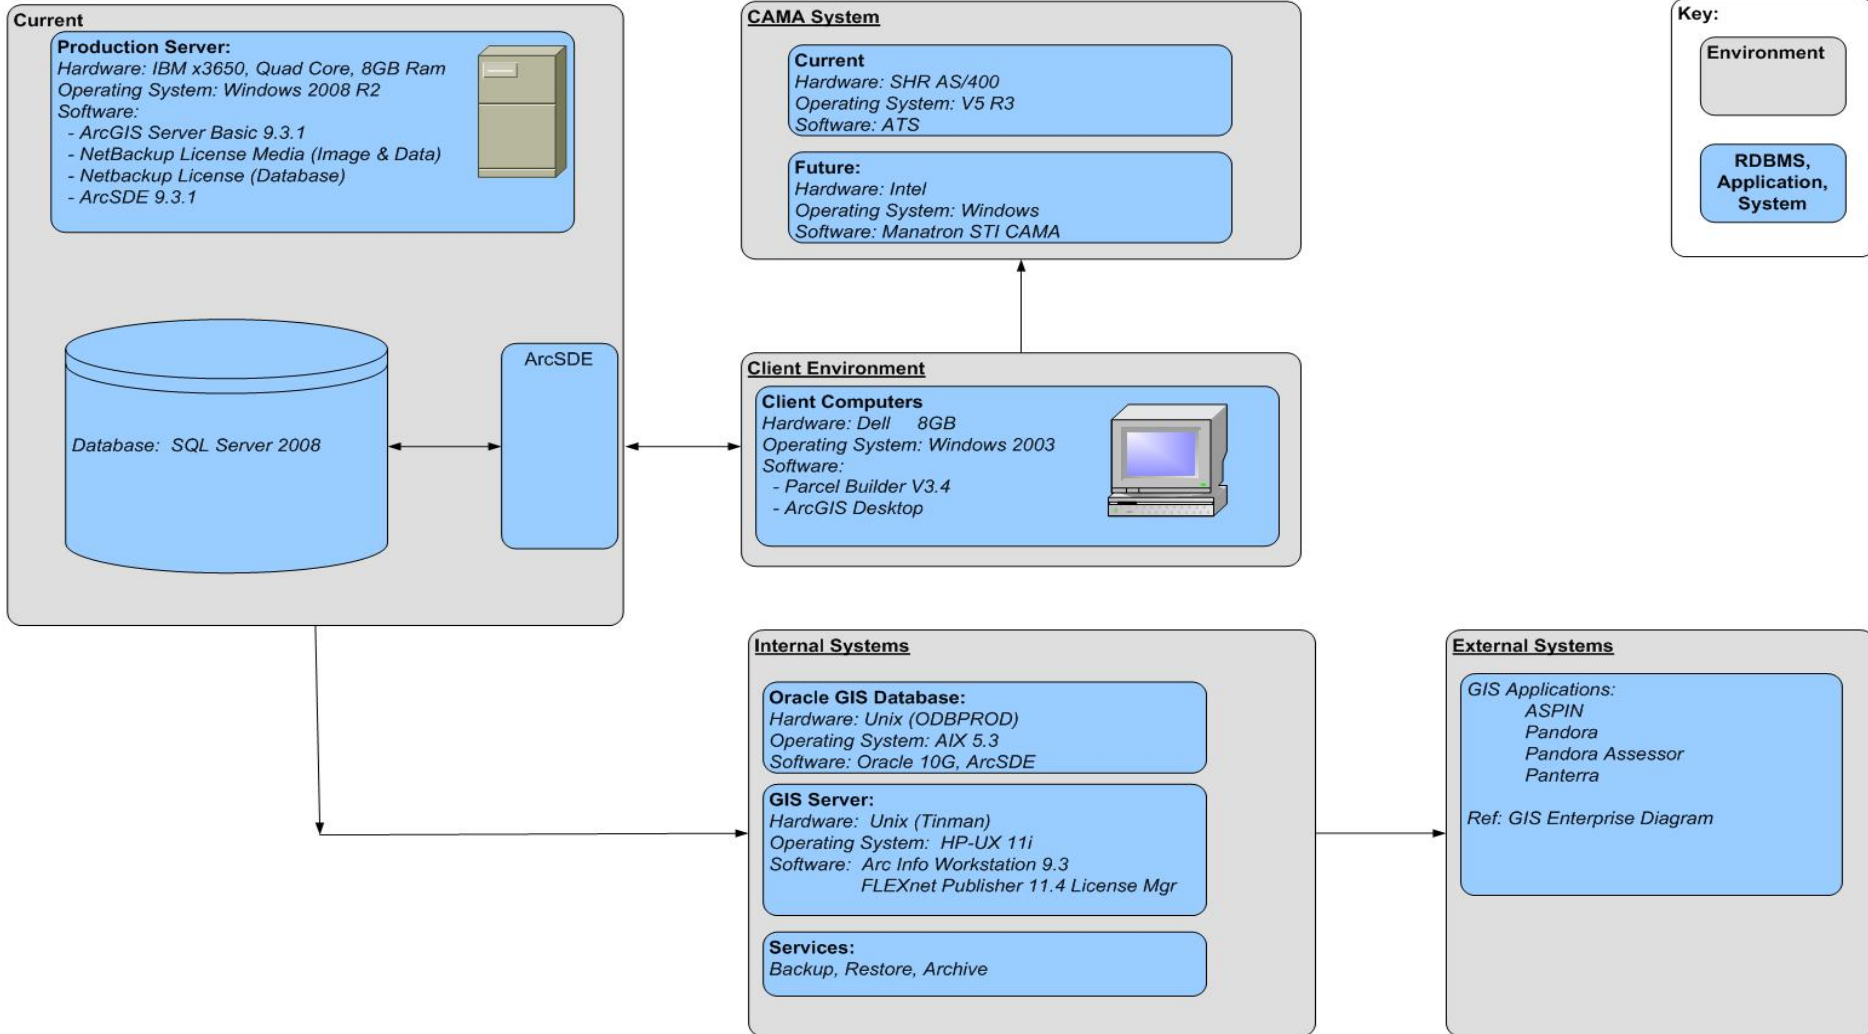 Current
Production Server:
Hardware: IBM x3650, Quad Core, 8GB Ram
Operating System: Windows 2008 R2
Software:
- ArcGIS Server Basic 9.3.1
- NetBackup License Media (Image & Data)
- Netbackup License (Database)
- ArcSDE 9.3.1
Database: SQL Server 2008
ArcSDE
CAMA System
Current
Hardware: SHR AS/400
Operating System: V5 R3
Software: ATS
Future:
Hardware: Intel
Operating System: Windows
Software: Manatron STI CAMA
Client Environment
Client Computers
Hardware: Dell 8GB
Operating System: Windows 2003
Software:
- Parcel Builder V3.4
- ArcGIS Desktop
Key:
Environment
RDBMS,
Application,
System
Internal Systems
Oracle GIS Database:
Hardware: Unix (ODBPROD)
Operating System: AIX 5.3
Software: Oracle 10G, ArcSDE
GIS Server:
Hardware: Unix (Tinman)
Operating System: HP-UX 11i
Software: Arc Info Workstation 9.3
FLEXnet Publisher 11.4 License Mgr
Services:
Backup, Restore, Archive
External Systems
GIS Applications:
ASPIN
Pandora
Pandora Assessor
Panterra
Ref: GIS Enterprise Diagram